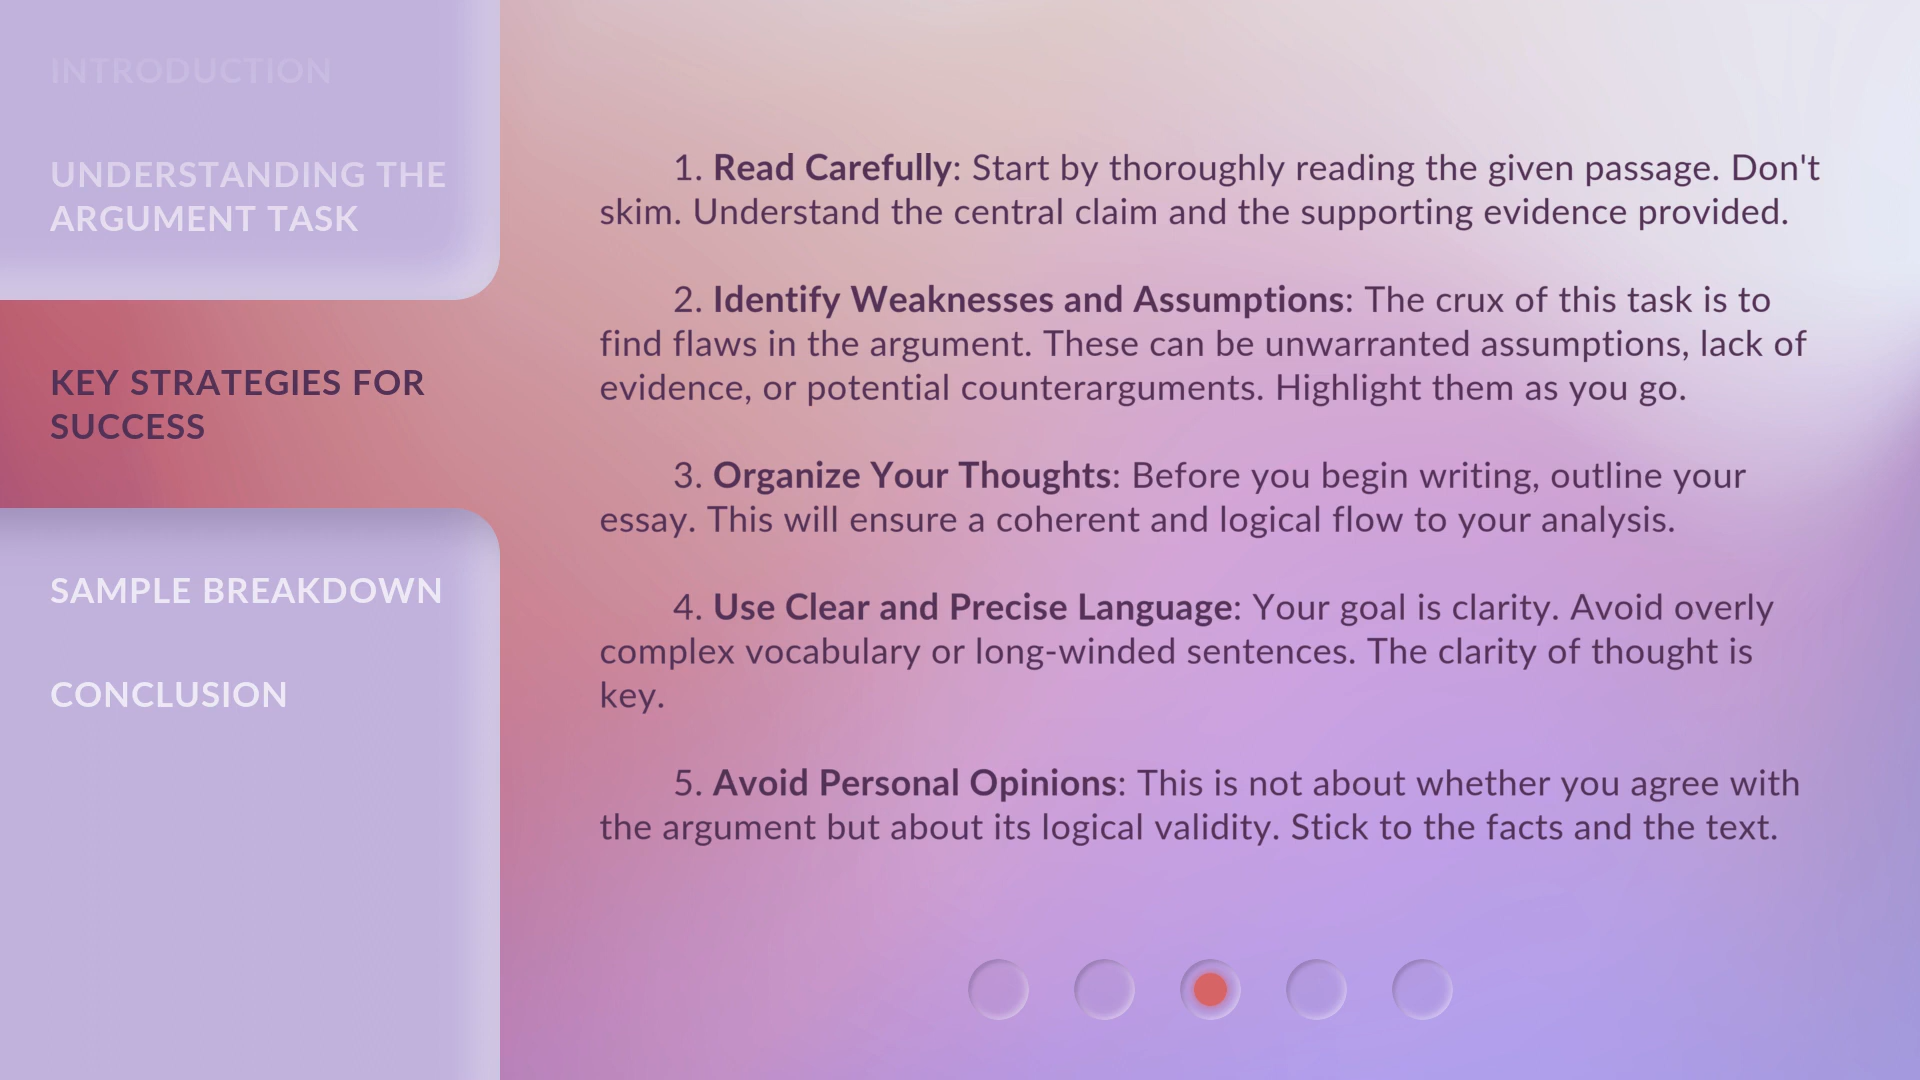 INTRODUCTION
UNDERSTANDING THE
ARGUMENT TASK
KEY STRATEGIES FOR
SUCCESS
SAMPLE BREAKDOWN
CONCLUSION
1. Read Carefully: Start by thoroughly reading the given passage. Don't
skim. Understand the central claim and the supporting evidence provided.
2. Identify Weaknesses and Assumptions: The crux of this task is to
find flaws in the argument. These can be unwarranted assumptions, lack of
evidence, or potential counterarguments. Highlight them as you go.
3. Organize Your Thoughts: Before you begin writing, outline your
essay. This will ensure a coherent and logical flow to your analysis.
4. Use Clear and Precise Language: Your goal is clarity. Avoid overly
complex vocabulary or long-winded sentences. The clarity of thought is
key.
5. Avoid Personal Opinions: This is not about whether you agree with
the argument but about its logical validity. Stick to the facts and the text.